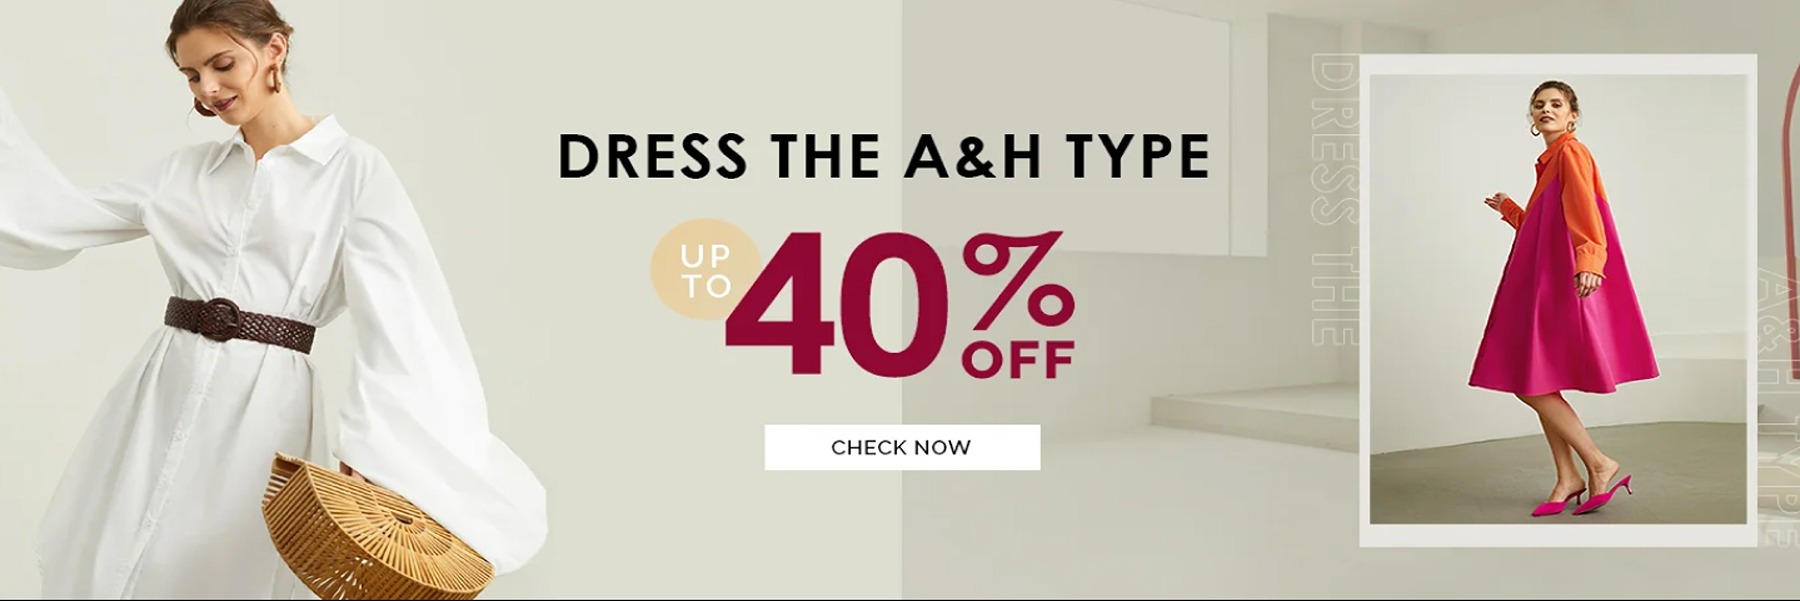 DRESS THE A&H TYPE
UP
TO
40%
OFF
CHECK NOW
DRESS THE
A&H TYPE